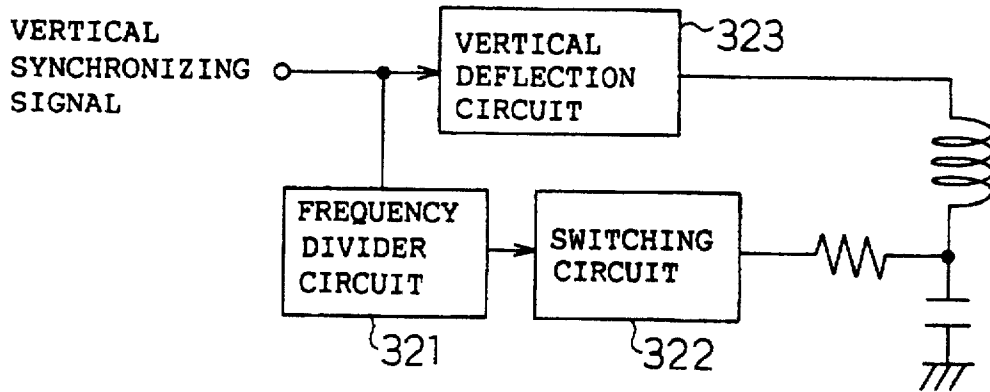 VERTICAL
SYNCHRONIZING
SIGNAL
VERTICAL
DEFLECTION
CIRCUIT
323
FREQUENCY
DIVIDER
CIRCUIT
321
SWITCHING
CIRCUIT
322